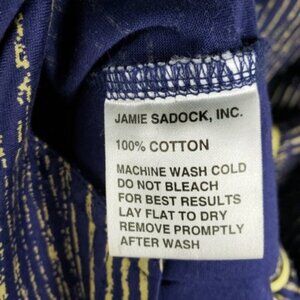 JAMIE SADOCK, INC.
100% COTTON
MACHINE WASH COLD
DO NOT BLEACH
FOR BEST RESULTS
LAY FLAT TO DRY
REMOVE PROMPTLY
AFTER WASH